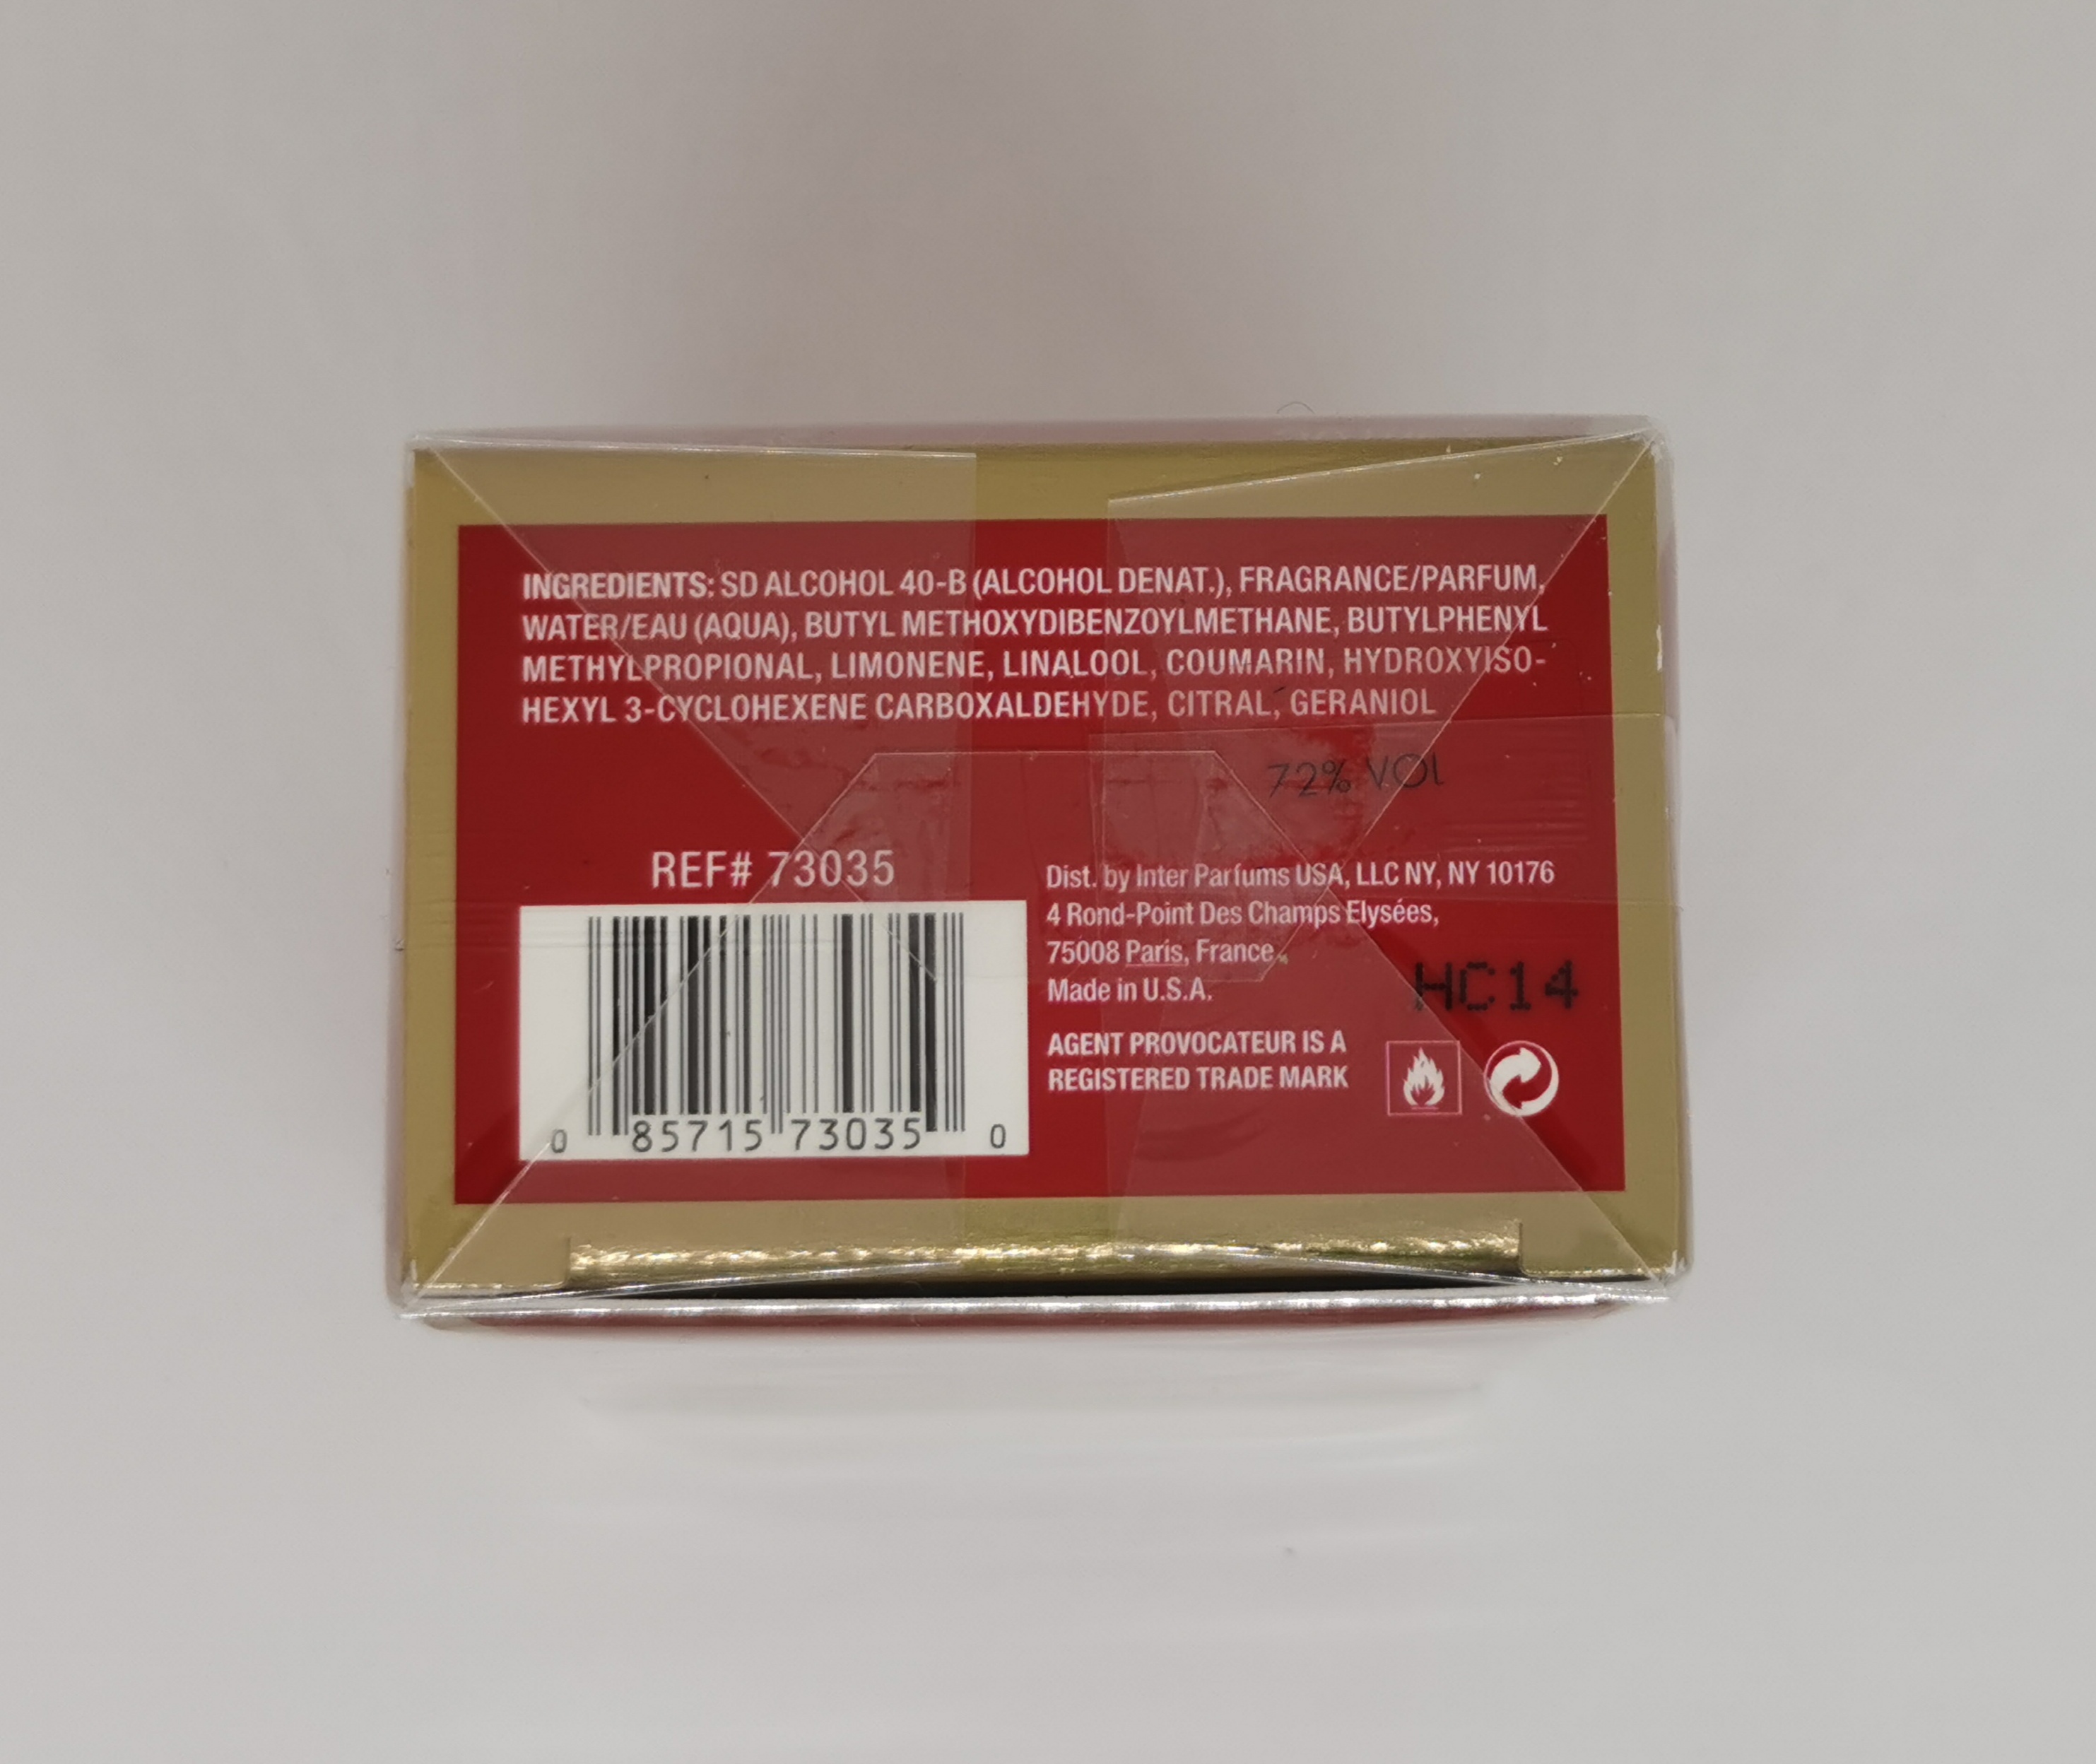 INGREDIENTS: SD ALCOHOL 40-B (ALCOHOL DENAT.), FRAGRANCE/PARFUM,
WATER/EAU (AQUA), BUTYL METHOXYDIBENZOYLMETHANE, BUTYLPHENYL
METHYLPROPIONAL, LIMONENE, LINALOOL, COUMARIN, HYDROXYISO-
HEXYL 3-CYCLOHEXENE CARBOXALDEHYDE, CITRAL, GERANIOL
72% VOL
REF# 73035
0 85715 73035 0
Dist. by Inter Parfums USA, LLC NY, NY 10176
4 Rond-Point Des Champs Elysées,
75008 Paris, France.
Made in U.S.A.
HC14
AGENT PROVOCATEUR IS A
REGISTERED TRADE MARK